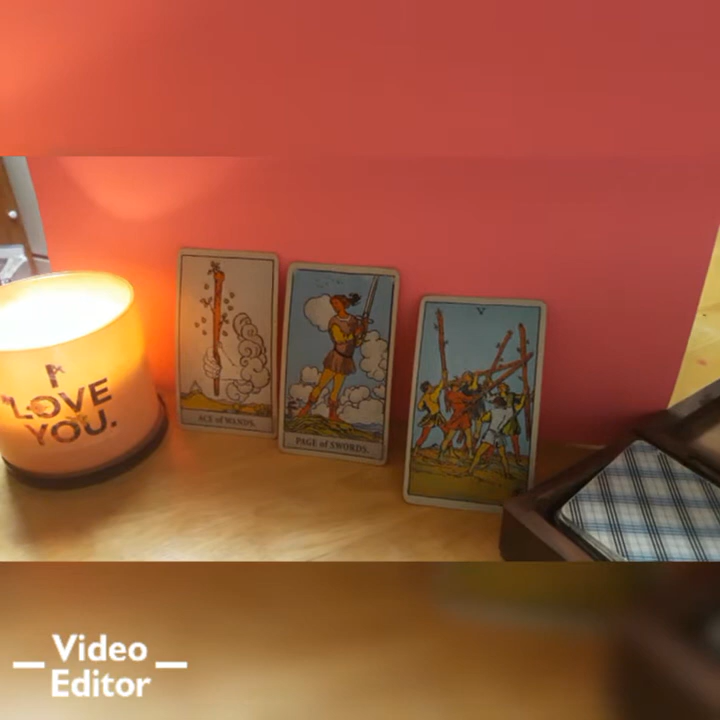 I
LOVE
YOU.
ACE of WANDS.
PAGE of SWORDS.
V
Video
Editor